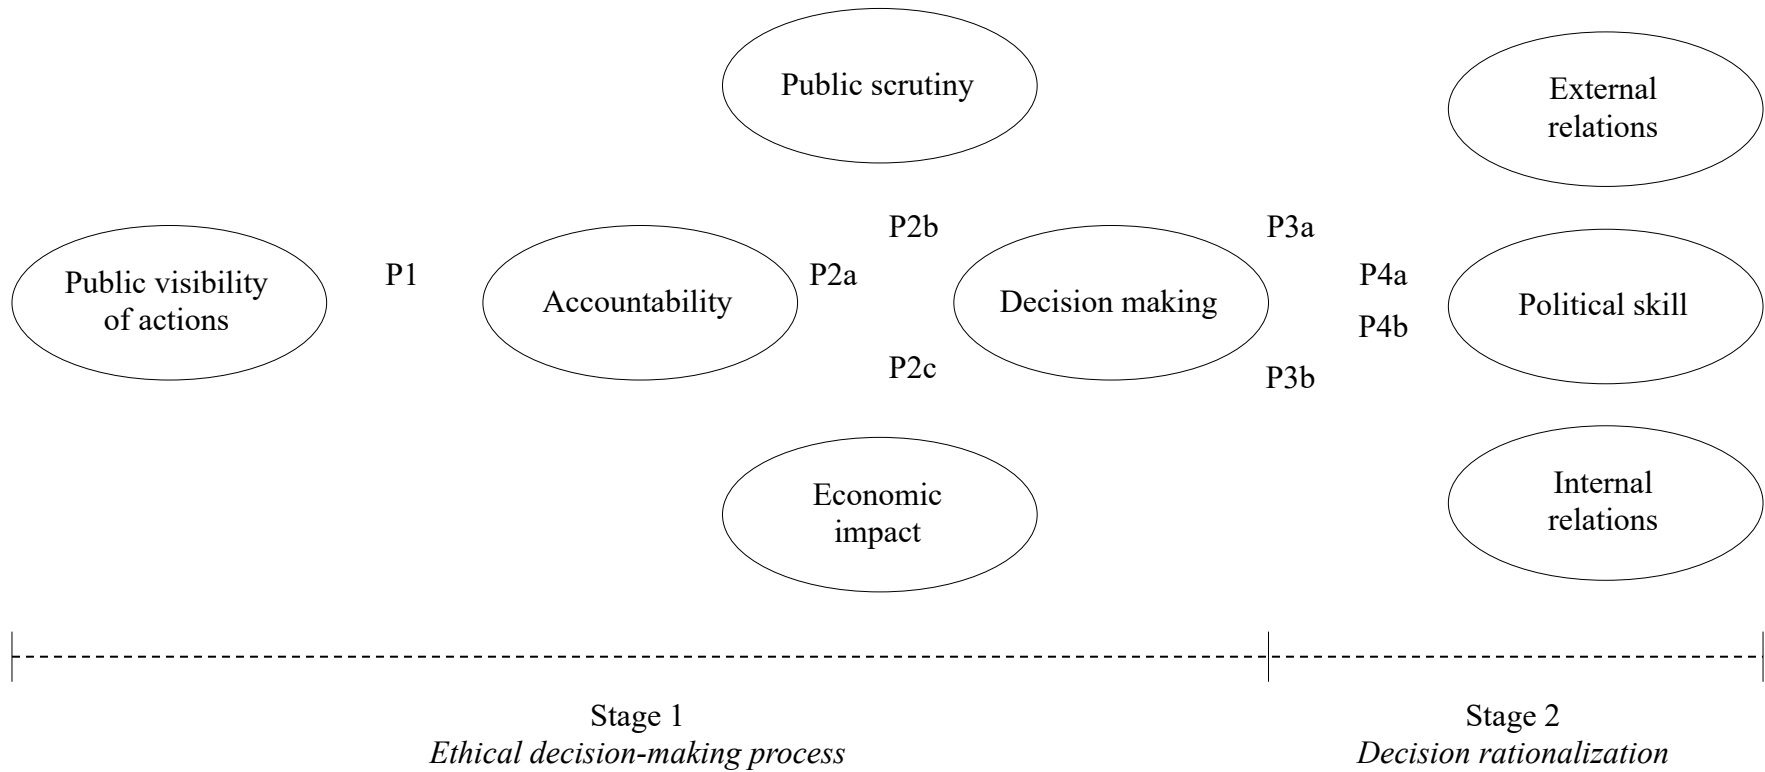 Public scrutiny
External
relations
P2b
P3a
Public visibility
of actions
P1
Accountability
P2a
Decision making
P4a
P4b
Political skill
P2c
P3b
Economic
impact
Internal
relations
Stage 1
Ethical decision-making process
Stage 2
Decision rationalization